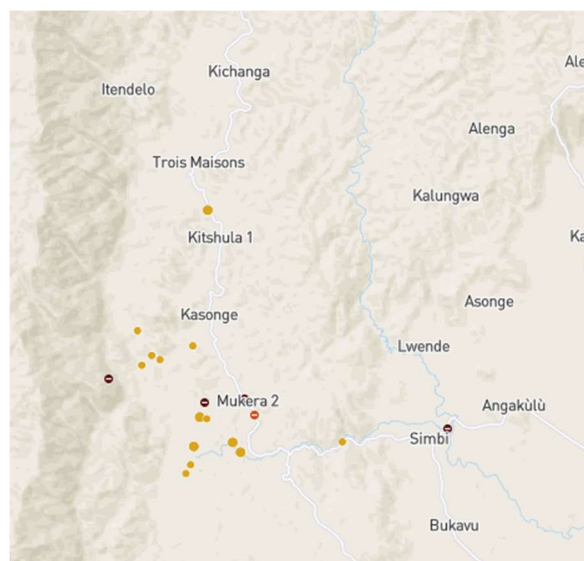 Kichanga
Ale
Itendelo
Alenga
Trois Maisons
Kalungwa
Kitshula 1
Ka
Asonge
Kasonge
Lwende
Mukera 2
Angakùlù
Simbi
Bukavu